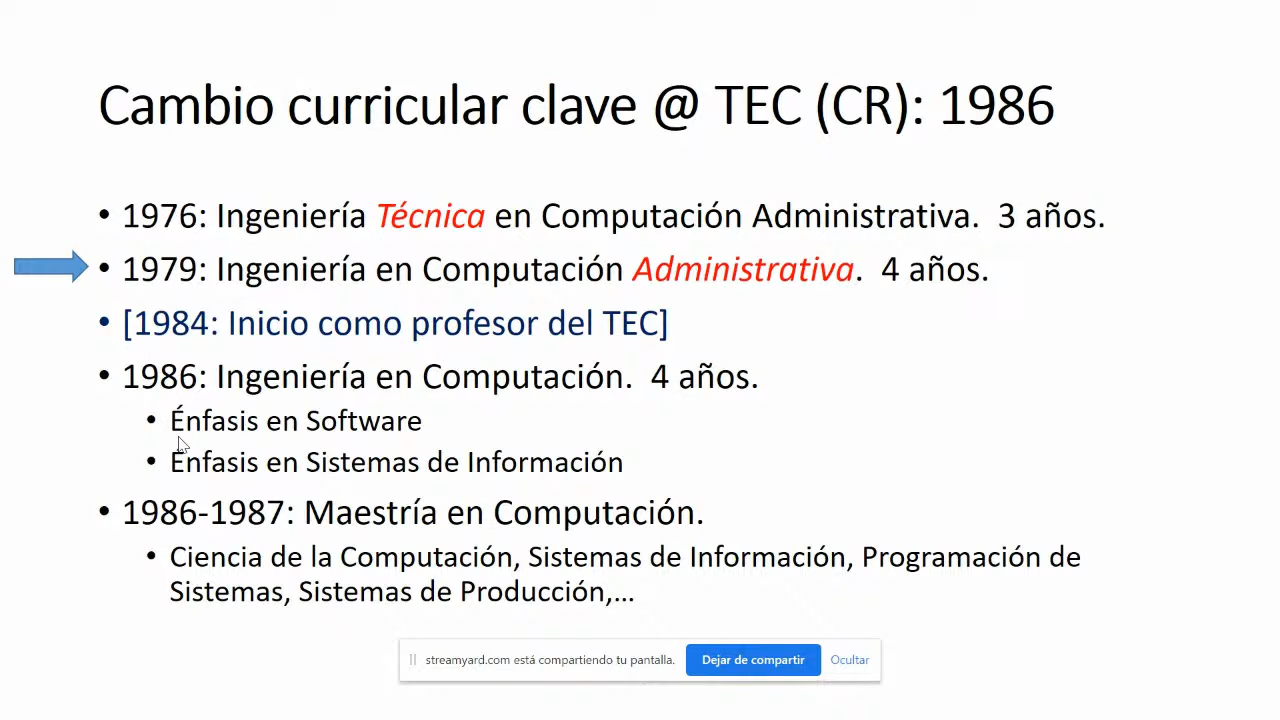 Cambio curricular clave @ TEC (CR): 1986
• 1976: Ingeniería Técnica en Computación Administrativa.  3 años.
• 1979: Ingeniería en Computación Administrativa.  4 años.
• [1984: Inicio como profesor del TEC]
• 1986: Ingeniería en Computación.  4 años.
• Énfasis en Software
• Énfasis en Sistemas de Información
• 1986-1987: Maestría en Computación.
• Ciencia de la Computación, Sistemas de Información, Programación de
Sistemas, Sistemas de Producción,...
streamyard.com está compartiendo tu pantalla. Dejar de compartir Ocultar